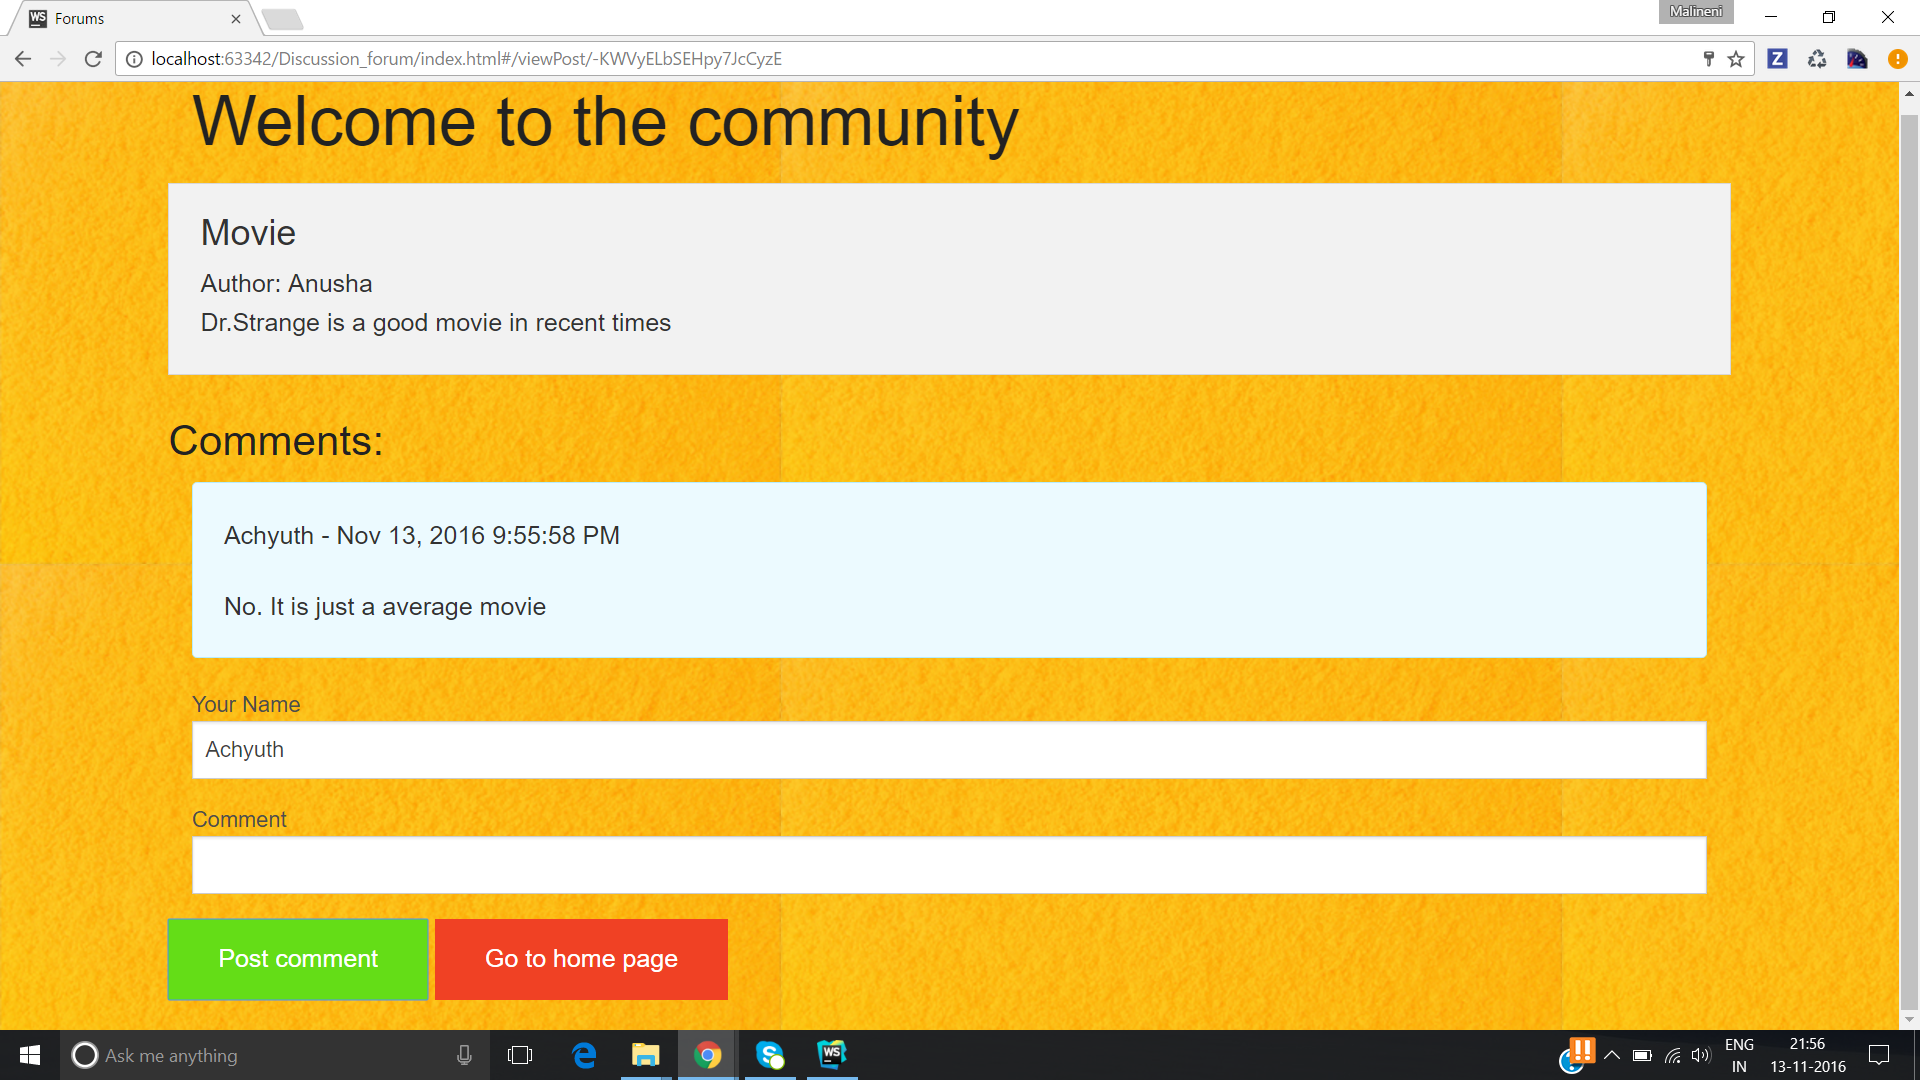 WS Forums
Malineni
localhost:63342/Discussion_forum/index.html#/viewPost/-KWVyELbSEHpy7JcCyzE
Z
Welcome to the community
Movie
Author: Anusha
Dr.Strange is a good movie in recent times
Comments:
Achyuth - Nov 13, 2016 9:55:58 PM
No. It is just a average movie
Your Name
Achyuth
Comment
Post comment
Go to home page
Ask me anything
WS
ENG
IN
21:56
13-11-2016